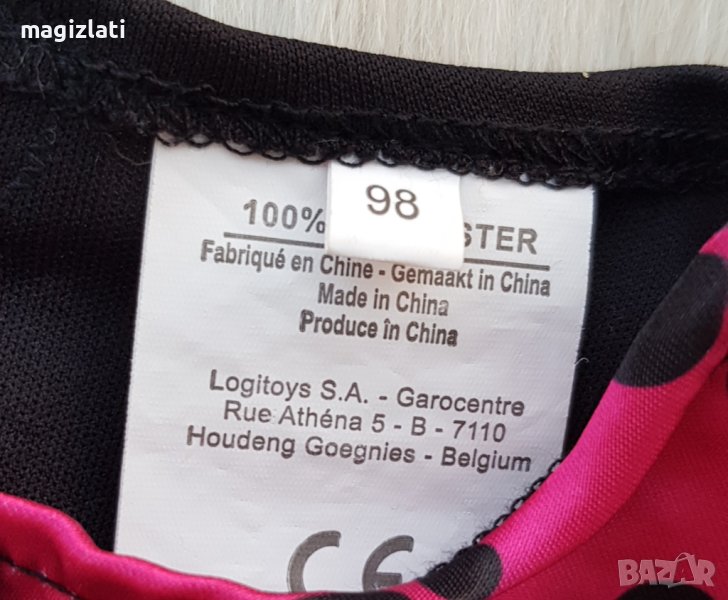 magizlati
98
100% STER
Fabriqué en Chine - Gemaakt in China
Made in China
Produce în China
Logitoys S.A. - Garocentre
Rue Athéna 5 - B - 7110
Houdeng Goegnies - Belgium
CE
BAZAR